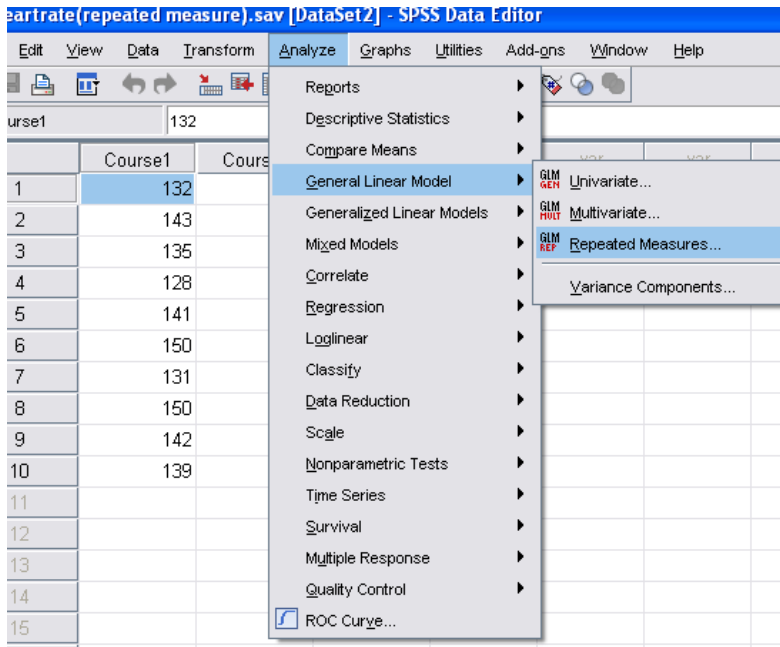 eartrate(repeated measure).sav [DataSet2] - SPSS Data Editor
Edit View Data Transform Analyze Graphs Utilities Add-ons Window Help
urse1 132
Course1 Cours var var
1 132
2 143
3 135
4 128
5 141
6 150
7 131
8 150
9 142
10 139
11
12
13
14
15
Reports
Descriptive Statistics
Compare Means
General Linear Model
Generalized Linear Models
Mixed Models
Correlate
Regression
Loglinear
Classify
Data Reduction
Scale
Nonparametric Tests
Time Series
Survival
Multiple Response
Quality Control
ROC Curve...
GLM GEN Univariate...
GLM MULT Multivariate...
GLM REP Repeated Measures...
Variance Components...